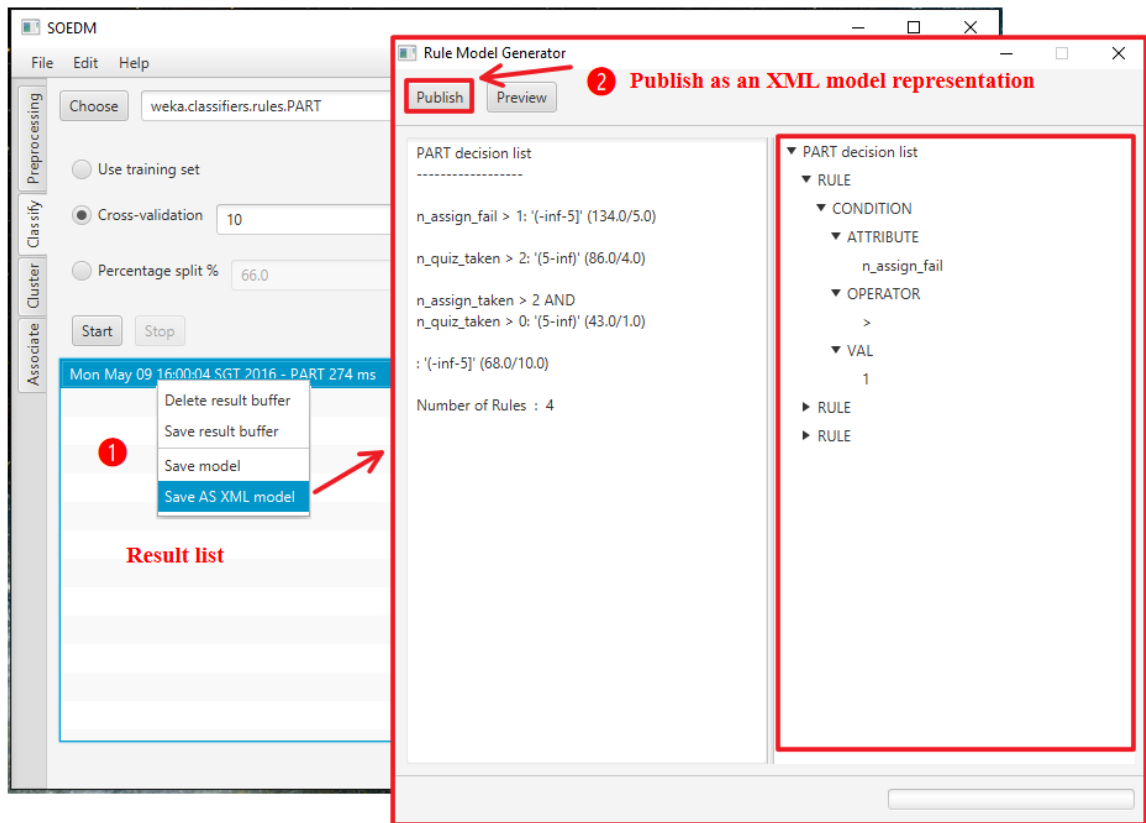 SOEDM
File Edit Help
Preprocessing
Classify
Cluster
Associate
Choose weka.classifiers.rules.PART
Use training set
Cross-validation 10
Percentage split % 66.0
Start Stop
Mon May 09 16:00:04 SGT 2016 - PART 274 ms
Delete result buffer
Save result buffer
Save model
Save AS XML model
1
Result list
Rule Model Generator
Publish Preview
2 Publish as an XML model representation
PART decision list
------------------
n_assign_fail > 1: '(-inf-5]' (134.0/5.0)
n_quiz_taken > 2: '(5-inf)' (86.0/4.0)
n_assign_taken > 2 AND
n_quiz_taken > 0: '(5-inf)' (43.0/1.0)
: '(-inf-5]' (68.0/10.0)
Number of Rules : 4
PART decision list
RULE
CONDITION
ATTRIBUTE
n_assign_fail
OPERATOR
>
VAL
1
RULE
RULE